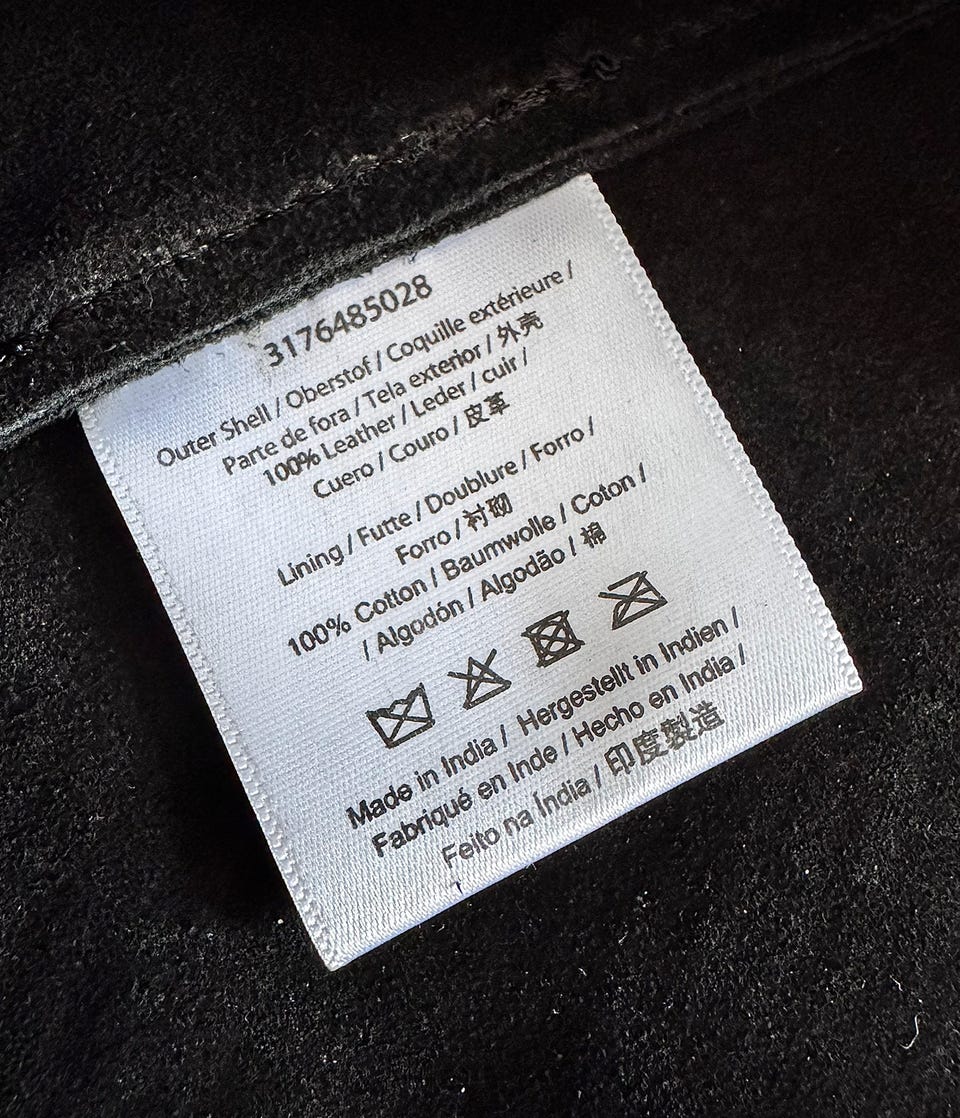 3176485028
Outer Shell / Oberstof / Coquille extérieure /
Parte de fora / Tela exterior / 外壳
100% Leather / Leder / cuir /
Cuero / Couro / 皮革
Lining / Futte / Doublure / Forro /
Forro / 衬砌
100% Cotton / Baumwolle / Coton /
/ Algodón / Algodão / 棉
Made in India / Hergestellt in Indien /
Fabriqué en Inde / Hecho en India /
Feito na Índia / 印度製造